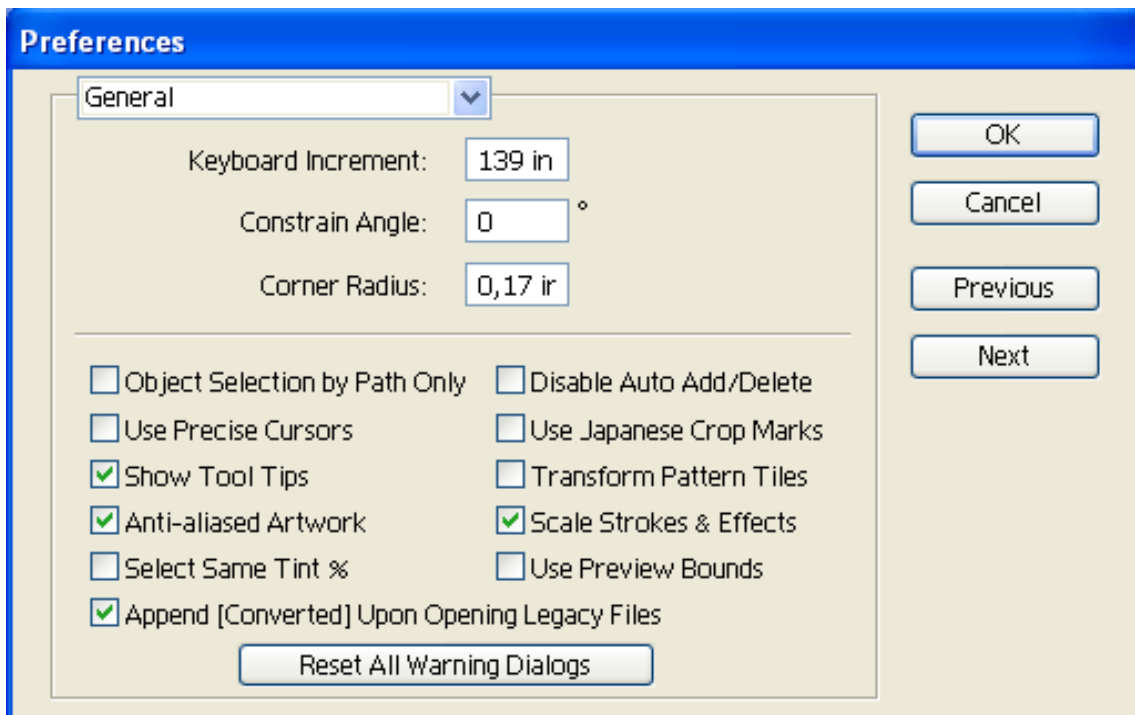 Preferences
General
Keyboard Increment: 139 in
Constrain Angle: 0 °
Corner Radius: 0,17 ir
OK
Cancel
Previous
Next
Object Selection by Path Only
Disable Auto Add/Delete
Use Precise Cursors
Use Japanese Crop Marks
Show Tool Tips
Transform Pattern Tiles
Anti-aliased Artwork
Scale Strokes & Effects
Select Same Tint %
Use Preview Bounds
Append [Converted] Upon Opening Legacy Files
Reset All Warning Dialogs